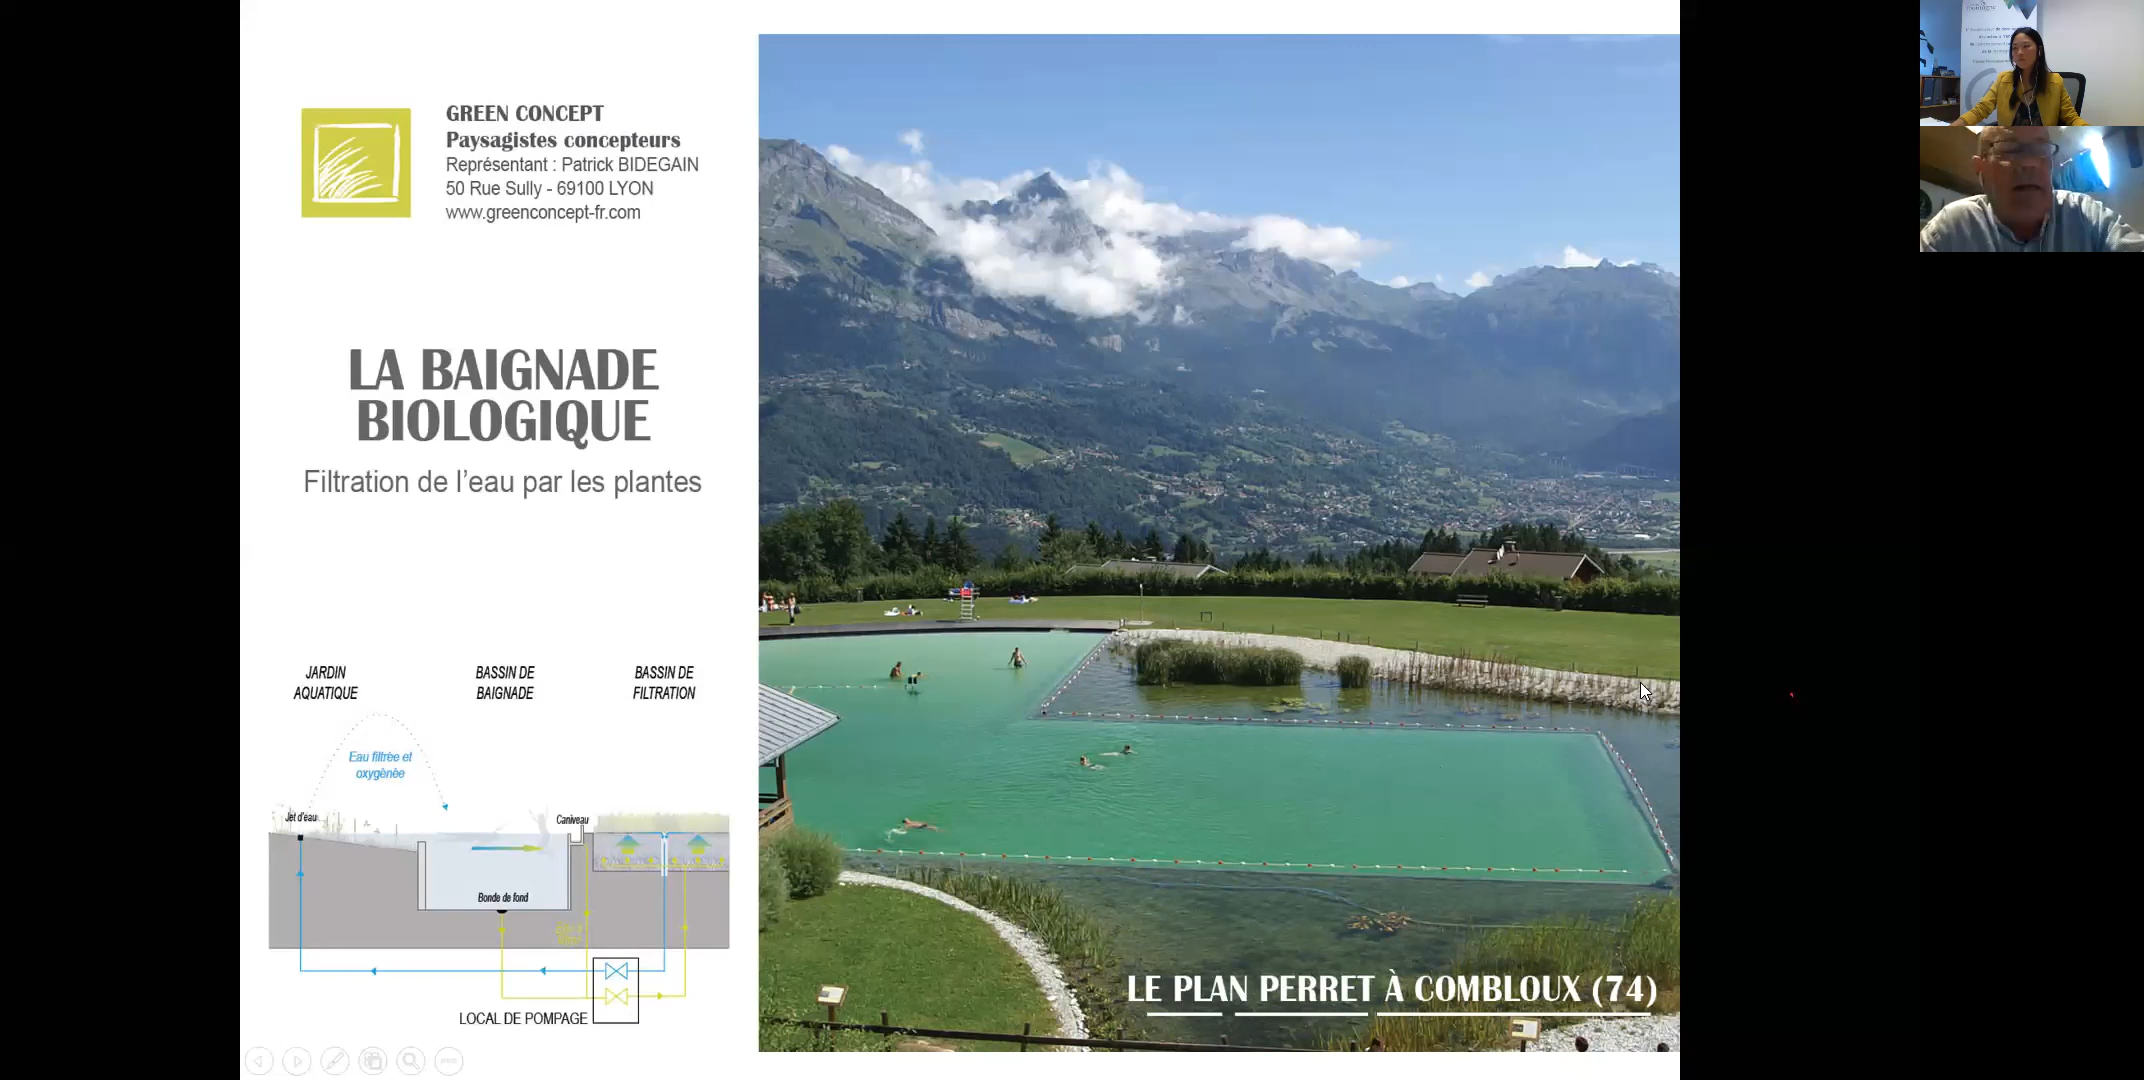 GREEN CONCEPT
Paysagistes concepteurs
Représentant : Patrick BIDEGAIN
50 Rue Sully - 69100 LYON
www.greenconcept-fr.com
LA BAIGNADE
BIOLOGIQUE
Filtration de l'eau par les plantes
JARDIN
AQUATIQUE
BASSIN DE
BAIGNADE
BASSIN DE
FILTRATION
Eau filtrée et
oxygénée
Jet d'eau
Caniveau
Bonde de fond
LOCAL DE POMPAGE
LE PLAN PERRET À COMBLOUX (74)